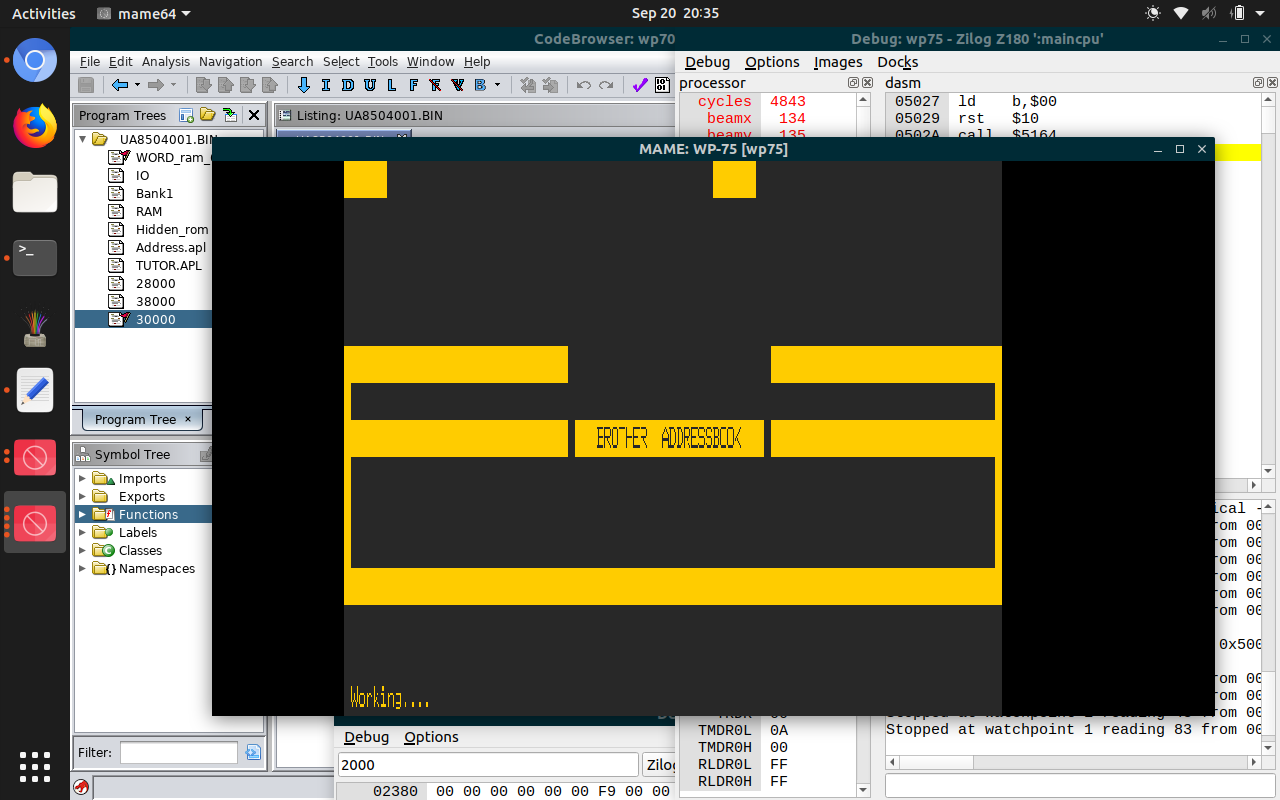 Activities
mame64
Sep 20 20:35
CodeBrowser: wp70
File Edit Analysis Navigation Search Select Tools Window Help
I D U L F F V B
Program Trees
UA8504001.BIN
WORD_ram_
IO
Bank1
RAM
Hidden_rom
Address.apl
TUTOR.APL
28000
38000
30000
Program Tree ×
Symbol Tree
Imports
Exports
Functions
Labels
Classes
Namespaces
Filter:
Listing: UA8504001.BIN
Debug: wp75 - Zilog Z180 ':maincpu'
Debug Options Images Docks
processor
cycles 4843
beamx 134
beamy 135
dasm
05027 ld b,$00
05029 rst $10
0502A call $5164
MAME: WP-75 [wp75]
BROTHER ADDRESSBOOK
Working....
ical -
rom 00
rom 00
rom 00
rom 00
rom 00
rom 00
0x500
rom 00
rom 00
rom 00
Stopped at watchpoint 1 reading 83 from 00
TMDR0L 0A
TMDR0H 00
RLDR0L FF
RLDR0H FF
Debug Options
2000
Zilog
02380 00 00 00 00 00 00 F9 00 00